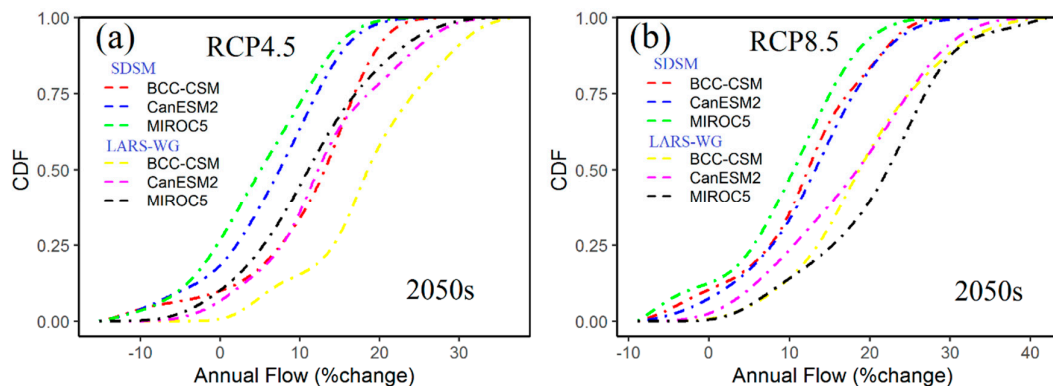 (a)
RCP4.5
SDSM
BCC-CSM
CanESM2
MIROC5
LARS-WG
BCC-CSM
CanESM2
MIROC5
2050s
CDF
1.00
0.75
0.50
0.25
0.00
-10
0
10
20
30
Annual Flow (%change)
(b)
RCP8.5
SDSM
BCC-CSM
CanESM2
MIROC5
LARS-WG
BCC-CSM
CanESM2
MIROC5
2050s
CDF
1.00
0.75
0.50
0.25
0.00
-10
0
10
20
30
40
Annual Flow (%change)